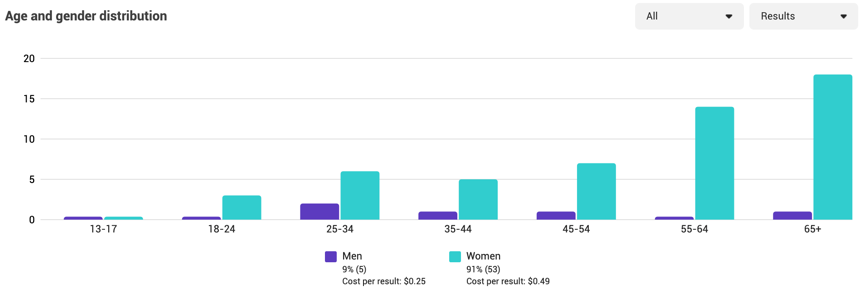 Age and gender distribution
All
Results
20
15
10
5
0
13-17
18-24
25-34
35-44
45-54
55-64
65+
Men
9% (5)
Cost per result: $0.25
Women
91% (53)
Cost per result: $0.49